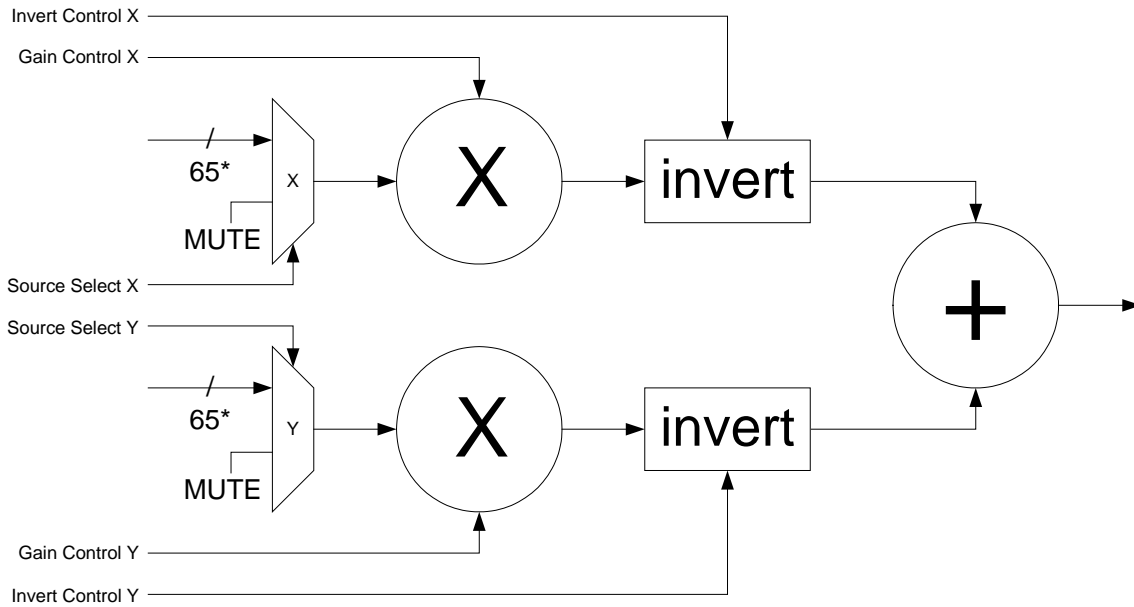 Invert Control X
Gain Control X
/
65*
X
MUTE
X
invert
Source Select X
+
Source Select Y
/
65*
Y
MUTE
X
invert
Gain Control Y
Invert Control Y